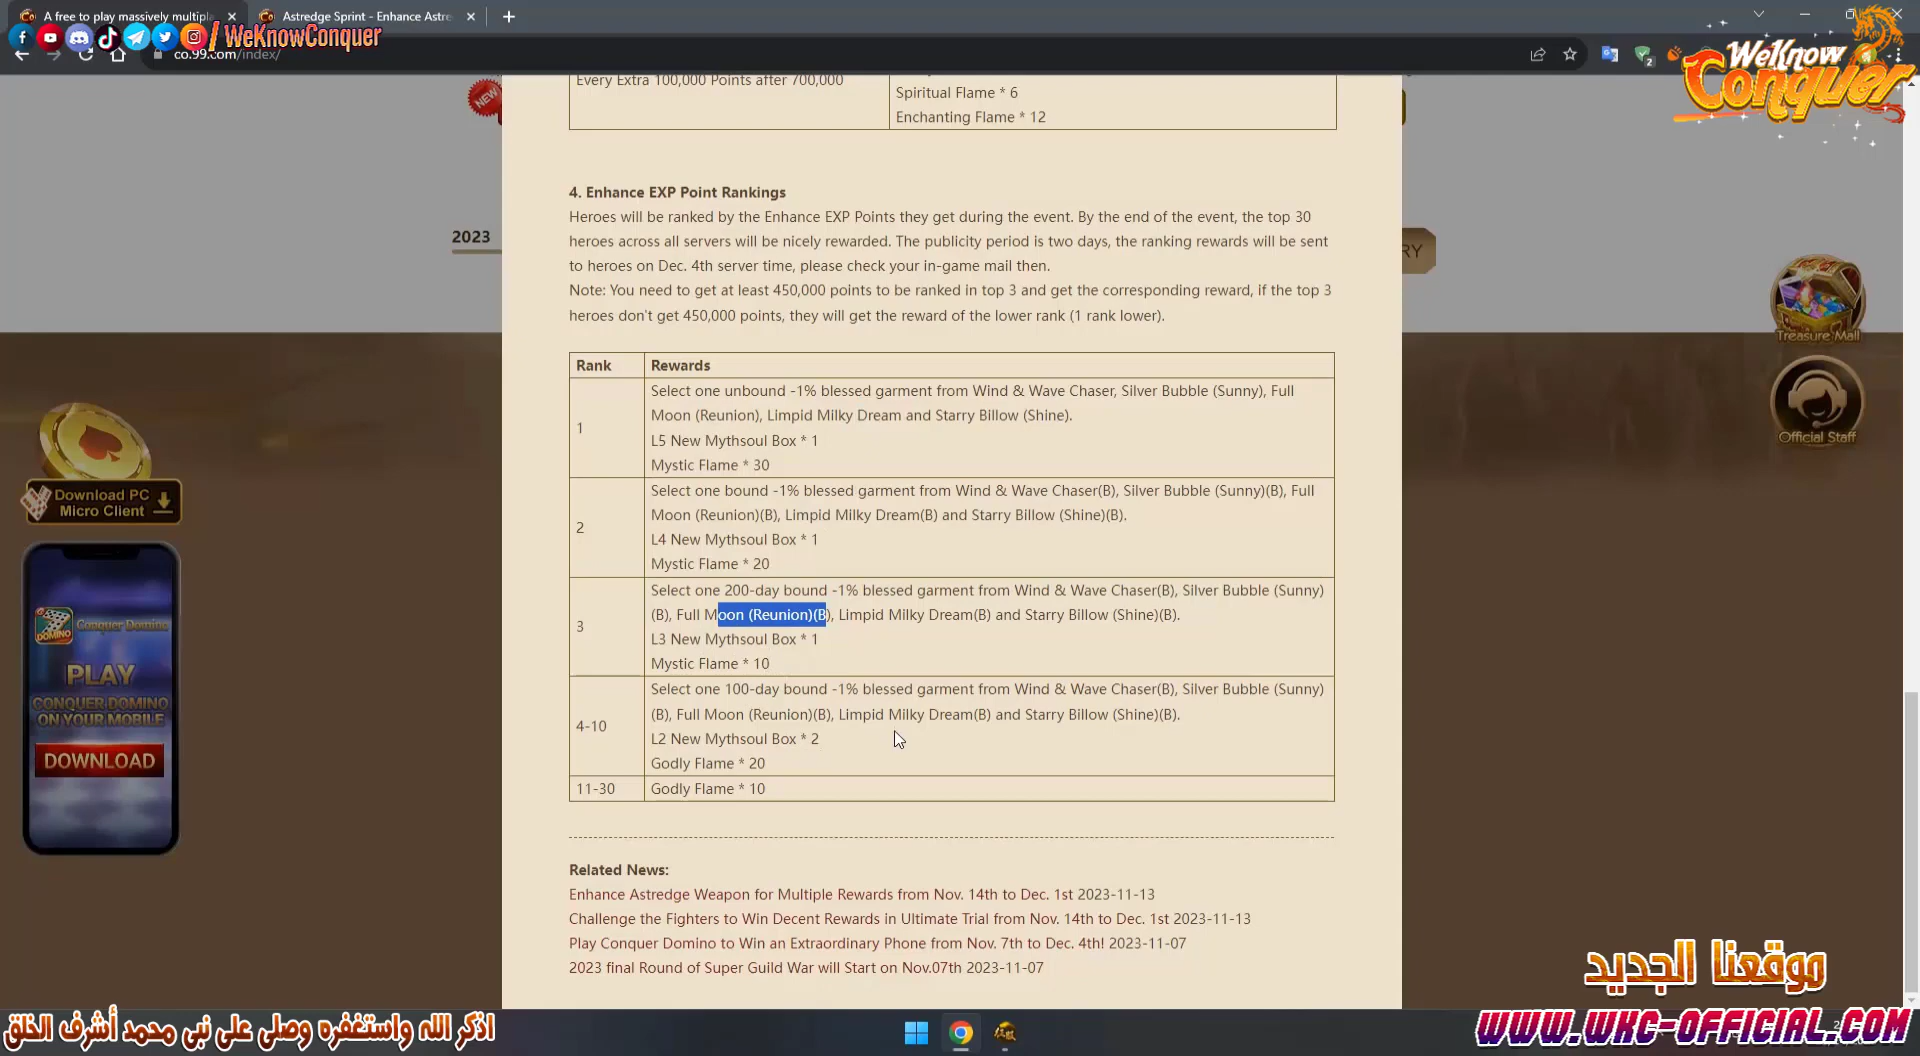 A free to play massively multipl
Astredge Sprint - Enhance Astre
/WeKnowConquer
co.99.com/index/
2
WeKnow
Conquer
NEW
Every Extra 100,000 Points after 700,000
Spiritual Flame * 6
Enchanting Flame * 12
2023
RY
4. Enhance EXP Point Rankings
Heroes will be ranked by the Enhance EXP Points they get during the event. By the end of the event, the top 30
heroes across all servers will be nicely rewarded. The publicity period is two days, the ranking rewards will be sent
to heroes on Dec. 4th server time, please check your in-game mail then.
Note: You need to get at least 450,000 points to be ranked in top 3 and get the corresponding reward, if the top 3
heroes don't get 450,000 points, they will get the reward of the lower rank (1 rank lower).
Rank Rewards
1
Select one unbound -1% blessed garment from Wind & Wave Chaser, Silver Bubble (Sunny), Full
Moon (Reunion), Limpid Milky Dream and Starry Billow (Shine).
L5 New Mythsoul Box * 1
Mystic Flame * 30
2
Select one bound -1% blessed garment from Wind & Wave Chaser(B), Silver Bubble (Sunny)(B), Full
Moon (Reunion)(B), Limpid Milky Dream(B) and Starry Billow (Shine)(B).
L4 New Mythsoul Box * 1
Mystic Flame * 20
3
Select one 200-day bound -1% blessed garment from Wind & Wave Chaser(B), Silver Bubble (Sunny)
(B), Full Moon (Reunion)(B), Limpid Milky Dream(B) and Starry Billow (Shine)(B).
L3 New Mythsoul Box * 1
Mystic Flame * 10
4-10
Select one 100-day bound -1% blessed garment from Wind & Wave Chaser(B), Silver Bubble (Sunny)
(B), Full Moon (Reunion)(B), Limpid Milky Dream(B) and Starry Billow (Shine)(B).
L2 New Mythsoul Box * 2
Godly Flame * 20
11-30 Godly Flame * 10
Related News:
Enhance Astredge Weapon for Multiple Rewards from Nov. 14th to Dec. 1st 2023-11-13
Challenge the Fighters to Win Decent Rewards in Ultimate Trial from Nov. 14th to Dec. 1st 2023-11-13
Play Conquer Domino to Win an Extraordinary Phone from Nov. 7th to Dec. 4th! 2023-11-07
2023 final Round of Super Guild War will Start on Nov.07th 2023-11-07
Treasure Mall
Official Staff
Download PC
Micro Client
DOMINO
Conquer Domino
PLAY
CONQUER DOMINO
ON YOUR MOBILE
DOWNLOAD
موقعنا الجديد
WWW.WKC-OFFICIAL.COM
اذكر الله واستغفره وصلي على نبي محمد أشرف الخلق